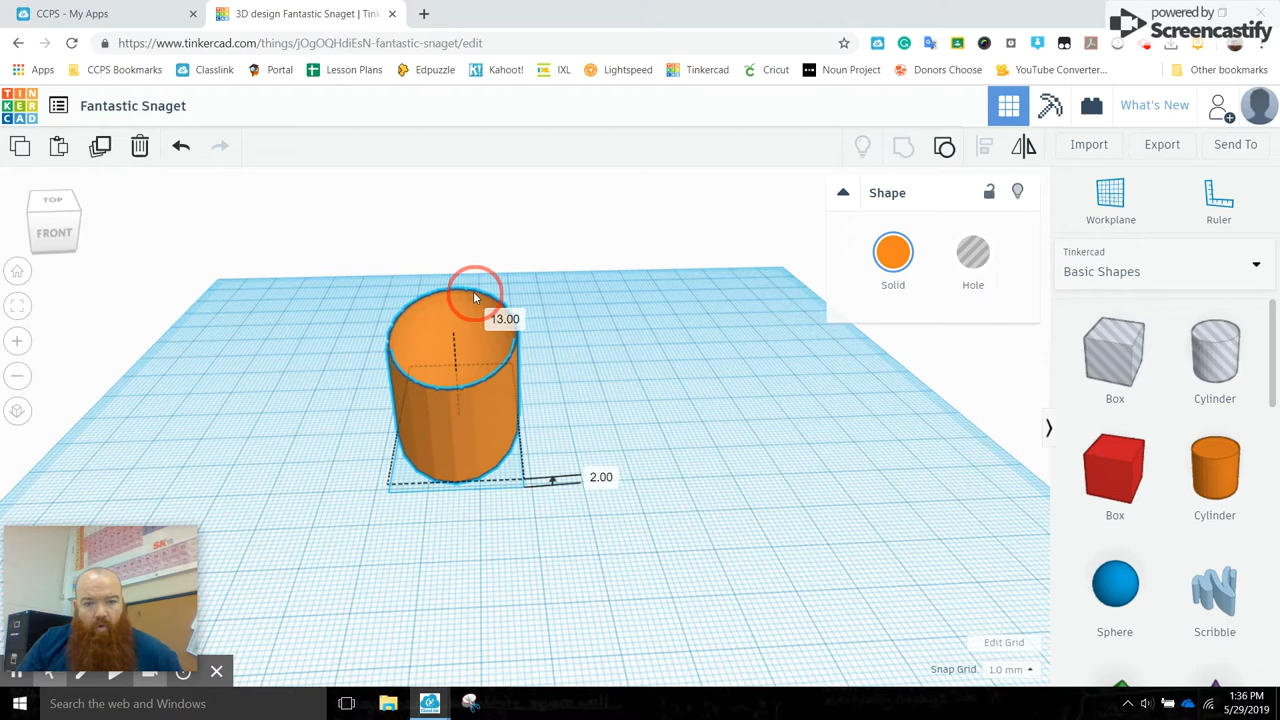 CCPS - My Apps
3D design Fantastic Snaget | Tink
powered by
Screencastify
https://www.tinkercad.com/things/jOgOQHdiEsN-fantastic-snaget/edit
Apps
CCPS Bookmarks
Classlink
Portal
Lesson Plans
Edpuzzle
Kahoot!
IXL
Lightspeed
Tinkercad
Cricut
Noun Project
Donors Choose
YouTube Converter...
Other bookmarks
TIN
KER
CAD
Fantastic Snaget
What's New
Import
Export
Send To
TOP
FRONT
Shape
Solid
Hole
Workplane
Ruler
Tinkercad
Basic Shapes
13.00
2.00
Box
Cylinder
Box
Cylinder
Sphere
Scribble
Edit Grid
Snap Grid
1.0 mm
Search the web and Windows
1:36 PM
5/29/2019